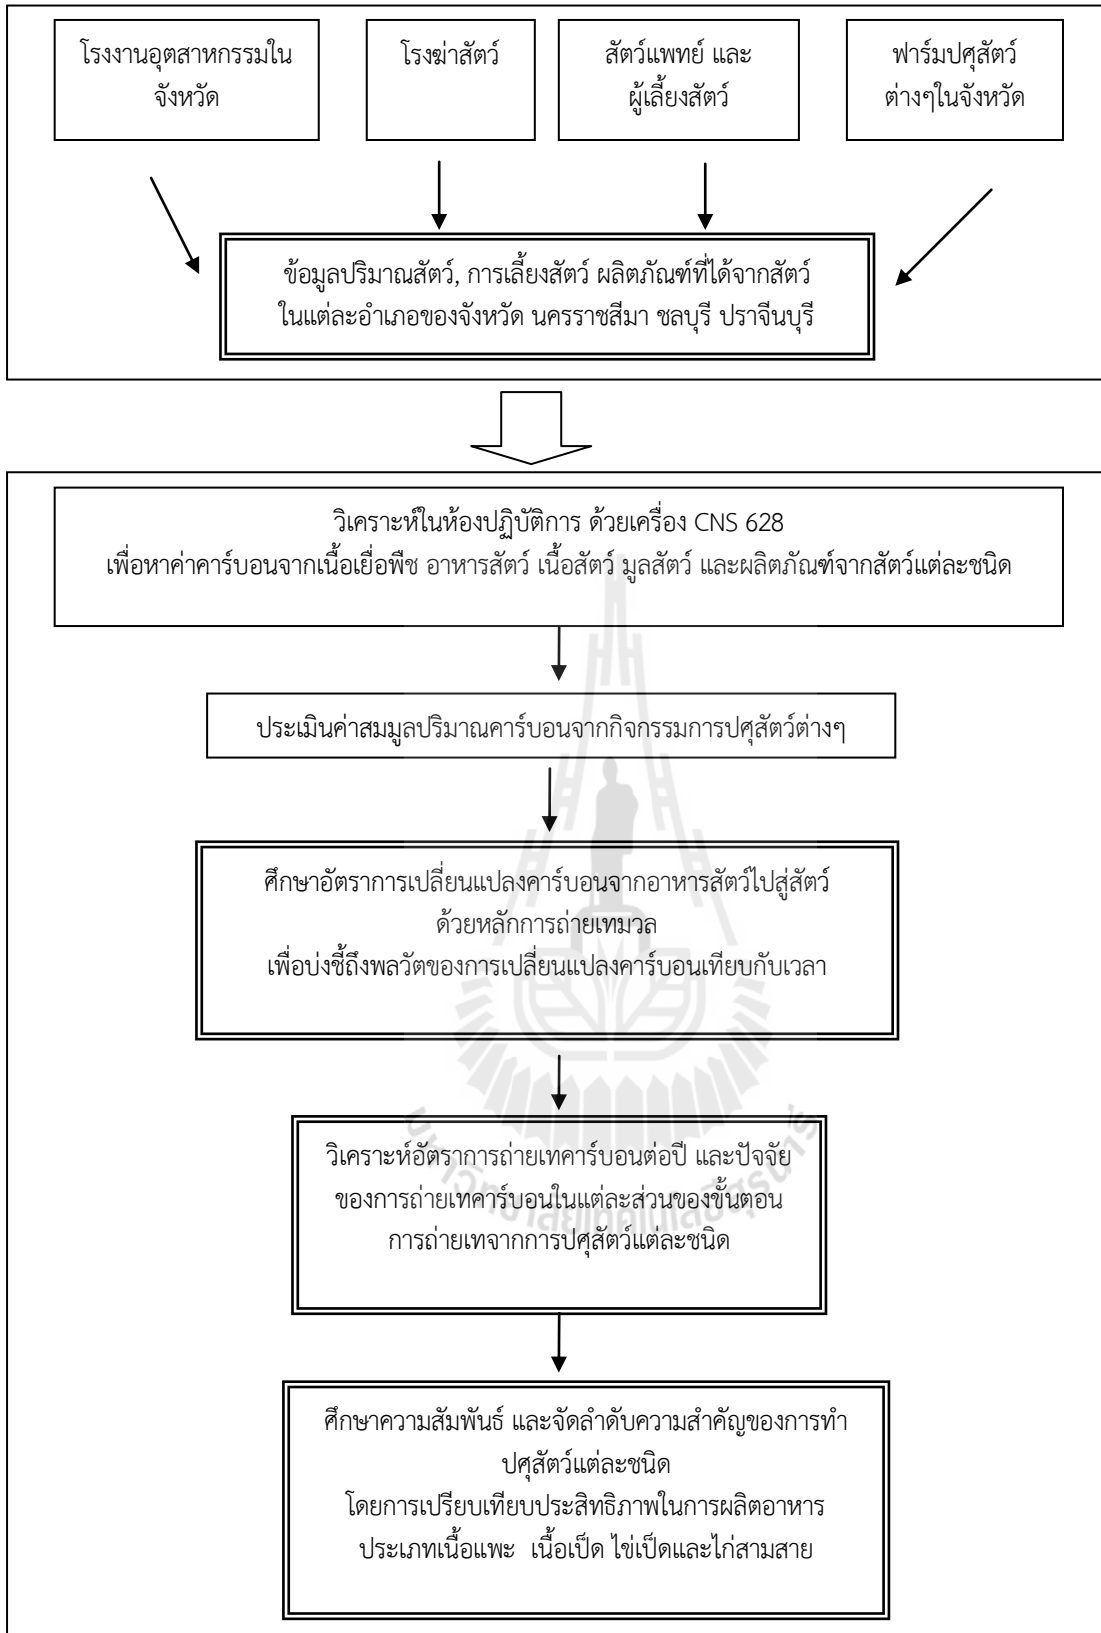 โรงงานอุตสาหกรรมใน
จังหวัด
โรงฆ่าสัตว์
สัตว์แพทย์ และ
ผู้เลี้ยงสัตว์
ฟาร์มปศุสัตว์
ต่างๆในจังหวัด
ข้อมูลปริมาณสัตว์, การเลี้ยงสัตว์ ผลิตภัณฑ์ที่ได้จากสัตว์
ในแต่ละอำเภอของจังหวัด นครราชสีมา ชลบุรี ปราจีนบุรี
วิเคราะห์ในห้องปฏิบัติการ ด้วยเครื่อง CNS 628
เพื่อหาค่าคาร์บอนจากเนื้อเยื่อพืช อาหารสัตว์ เนื้อสัตว์ มูลสัตว์ และผลิตภัณฑ์จากสัตว์แต่ละชนิด
ประเมินค่าสมมูลปริมาณคาร์บอนจากกิจกรรมการปศุสัตว์ต่างๆ
ศึกษาอัตราการเปลี่ยนแปลงคาร์บอนจากอาหารสัตว์ไปสู่สัตว์
ด้วยหลักการถ่ายเทมวล
เพื่อบ่งชี้ถึงพลวัตของการเปลี่ยนแปลงคาร์บอนเทียบกับเวลา
วิเคราะห์อัตราการถ่ายเทคาร์บอนต่อปี และปัจจัย
ของการถ่ายเทคาร์บอนในแต่ละส่วนของขั้นตอน
การถ่ายเทจากการปศุสัตว์แต่ละชนิด
มหาวิทยาลัยเทคโนโลยีสุรนารี
ศึกษาความสัมพันธ์ และจัดลำดับความสำคัญของการทำ
ปศุสัตว์แต่ละชนิด
โดยการเปรียบเทียบประสิทธิภาพในการผลิตอาหาร
ประเภทเนื้อแพะ เนื้อเป็ด ไข่เป็ดและไก่สามสาย